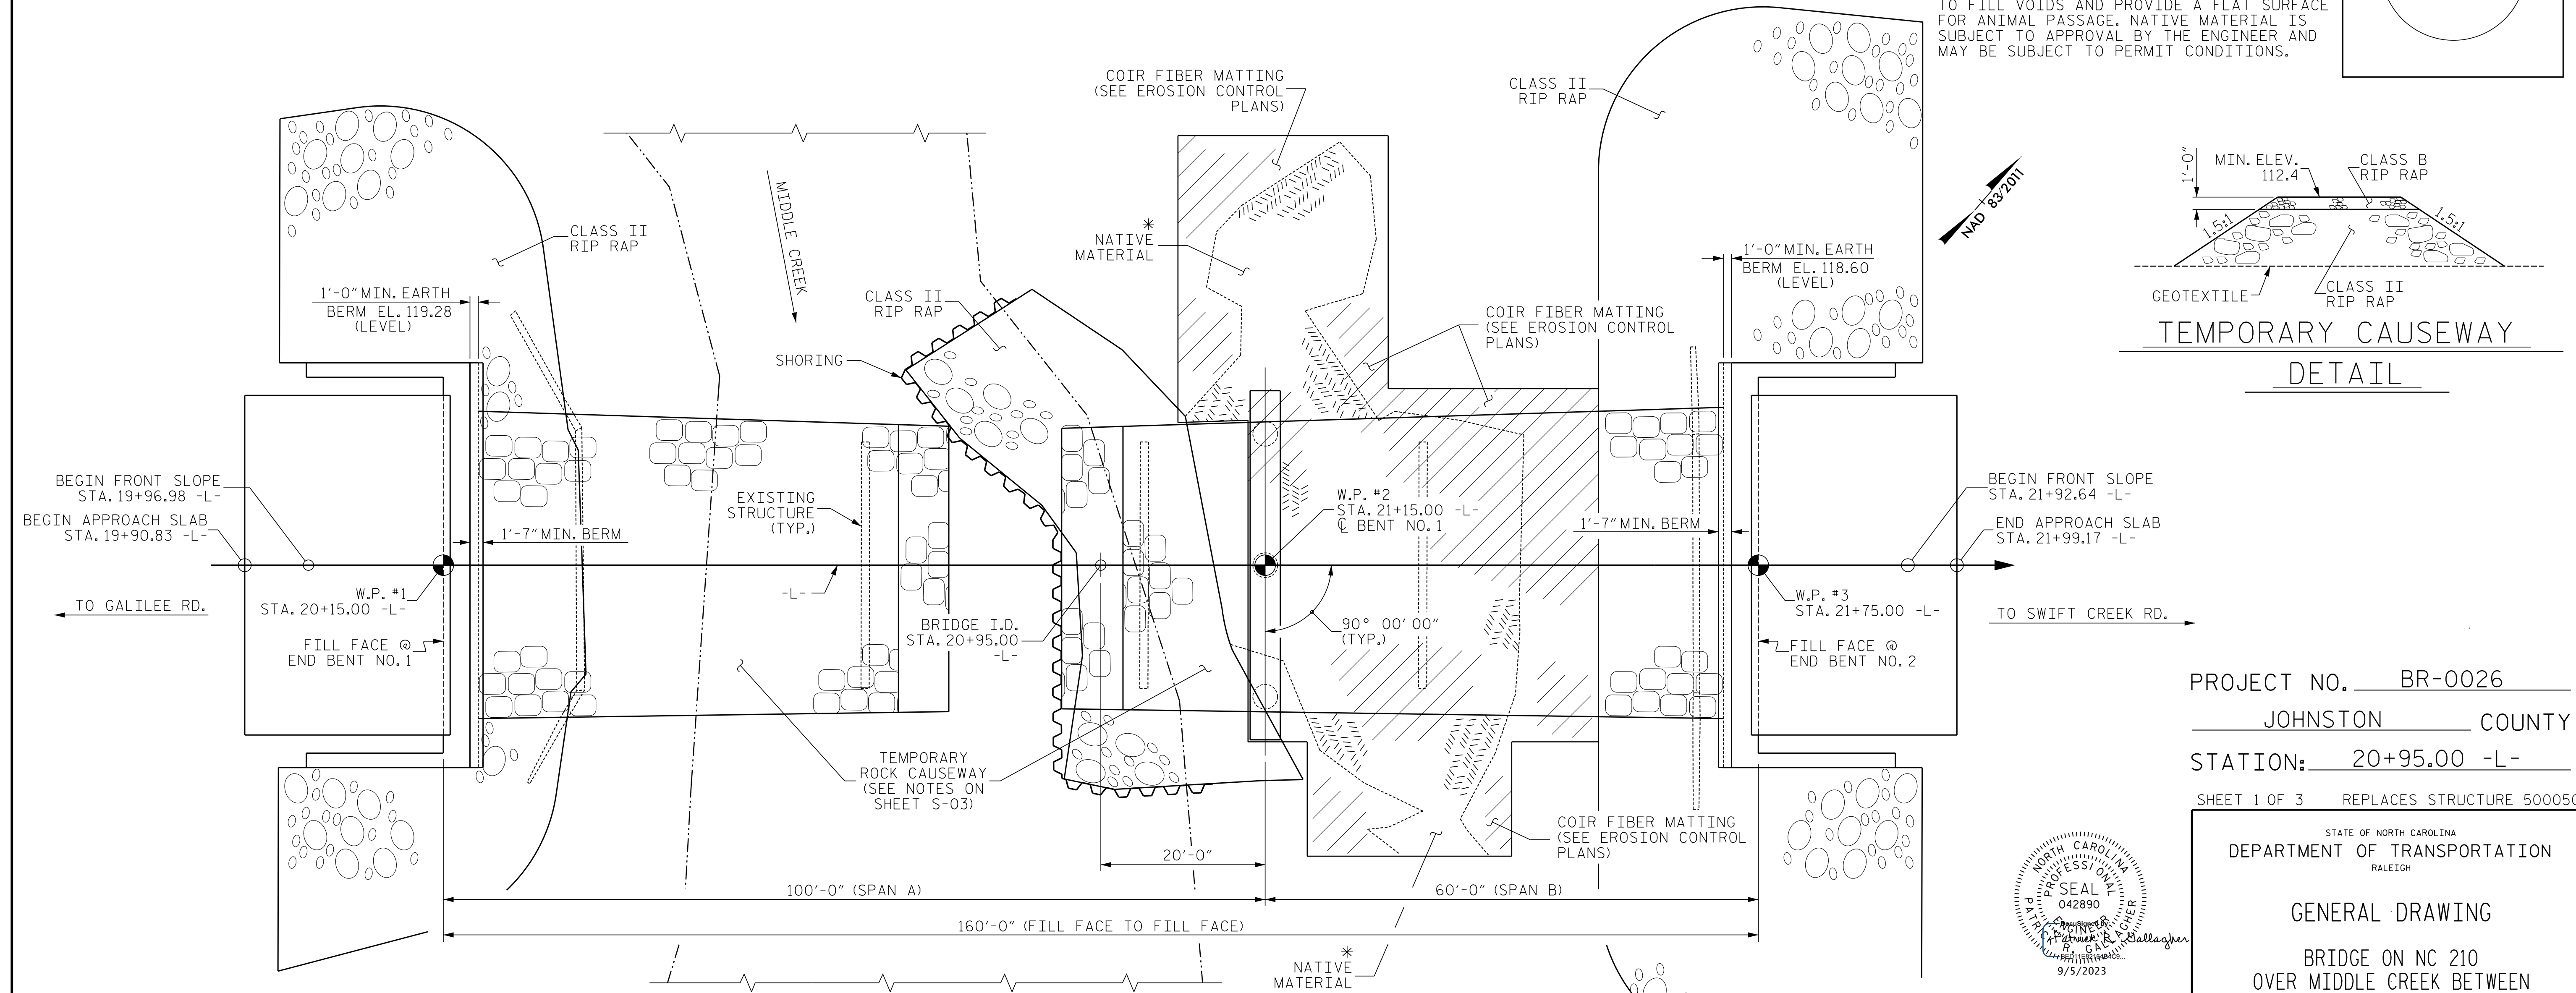 TO FILL VOIDS AND PROVIDE A FLAT SURFACE
FOR ANIMAL PASSAGE. NATIVE MATERIAL IS
SUBJECT TO APPROVAL BY THE ENGINEER AND
MAY BE SUBJECT TO PERMIT CONDITIONS.
COIR FIBER MATTING
(SEE EROSION CONTROL
PLANS)
CLASS II
RIP RAP
1'-0"
MIN. ELEV.
112.4
CLASS B
RIP RAP
1.5:1
1.5:1
GEOTEXTILE
CLASS II
RIP RAP
TEMPORARY CAUSEWAY
DETAIL
NAD 83/2011
MIDDLE CREEK
CLASS II
RIP RAP
*
NATIVE
MATERIAL
1'-0" MIN. EARTH
BERM EL. 119.28
(LEVEL)
1'-0" MIN. EARTH
BERM EL. 118.60
(LEVEL)
CLASS II
RIP RAP
COIR FIBER MATTING
(SEE EROSION CONTROL
PLANS)
SHORING
BEGIN FRONT SLOPE
STA. 19+96.98 -L-
BEGIN APPROACH SLAB
STA. 19+90.83 -L-
1'-7" MIN. BERM
EXISTING
STRUCTURE
(TYP.)
W.P. #2
STA. 21+15.00 -L-
℄ BENT NO. 1
1'-7" MIN. BERM
BEGIN FRONT SLOPE
STA. 21+92.64 -L-
END APPROACH SLAB
STA. 21+99.17 -L-
TO GALILEE RD.
W.P. #1
STA. 20+15.00 -L-
FILL FACE @
END BENT NO. 1
-L-
BRIDGE I.D.
STA. 20+95.00
-L-
90° 00' 00"
(TYP.)
W.P. #3
STA. 21+75.00 -L-
FILL FACE @
END BENT NO. 2
TO SWIFT CREEK RD.
TEMPORARY
ROCK CAUSEWAY
(SEE NOTES ON
SHEET S-03)
COIR FIBER MATTING
(SEE EROSION CONTROL
PLANS)
20'-0"
100'-0" (SPAN A)
60'-0" (SPAN B)
160'-0" (FILL FACE TO FILL FACE)
*
NATIVE
MATERIAL
PROJECT NO. BR-0026
JOHNSTON COUNTY
STATION: 20+95.00 -L-
SHEET 1 OF 3 REPLACES STRUCTURE 500050
STATE OF NORTH CAROLINA
DEPARTMENT OF TRANSPORTATION
RALEIGH
GENERAL DRAWING
BRIDGE ON NC 210
OVER MIDDLE CREEK BETWEEN
NORTH CAROLINA
PROFESSIONAL
SEAL
042890
ENGINEER
PATRICK R. GALLAGHER
Patrick R. Gallagher
9/5/2023